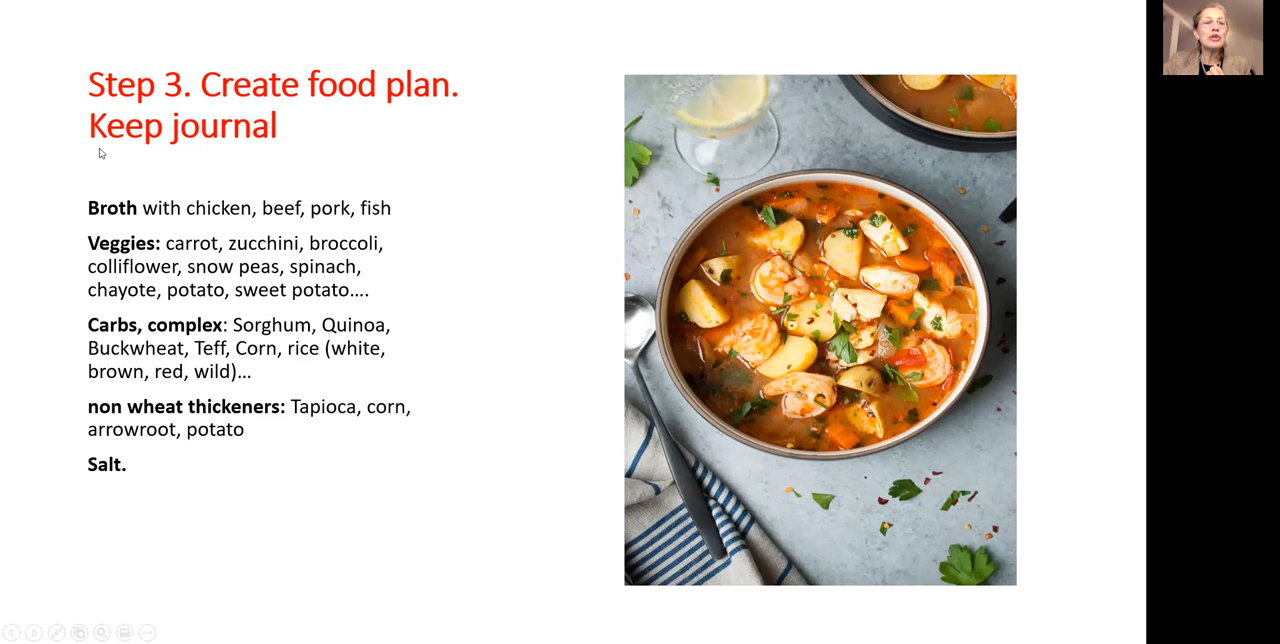 Step 3. Create food plan.
Keep journal
Broth with chicken, beef, pork, fish
Veggies: carrot, zucchini, broccoli,
colliflower, snow peas, spinach,
chayote, potato, sweet potato....
Carbs, complex: Sorghum, Quinoa,
Buckwheat, Teff, Corn, rice (white,
brown, red, wild)...
non wheat thickeners: Tapioca, corn,
arrowroot, potato
Salt.